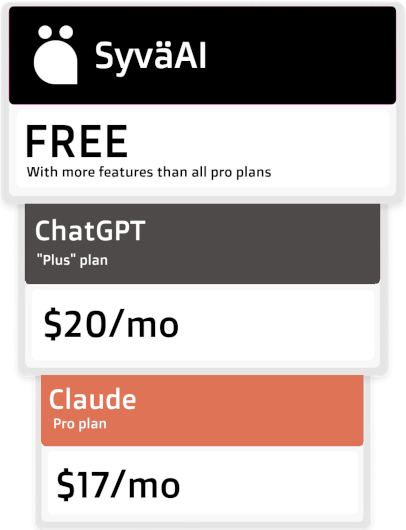 SyväAI
FREE
With more features than all pro plans
ChatGPT
"Plus" plan
$20/mo
Claude
Pro plan
$17/mo